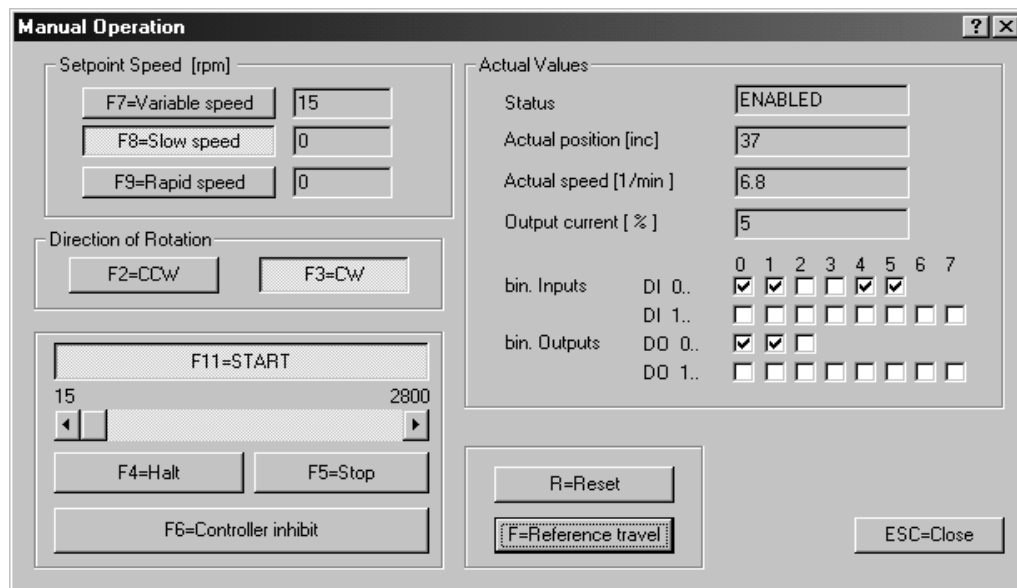 Manual Operation
Setpoint Speed [rpm]
F7=Variable speed 15
F8=Slow speed 0
F9=Rapid speed 0
Direction of Rotation
F2=CCW F3=CW
F11=START
15 2800
F4=Halt F5=Stop
F6=Controller inhibit
Actual Values
Status ENABLED
Actual position [inc] 37
Actual speed [1/min ] 6.8
Output current [ % ] 5
0 1 2 3 4 5 6 7
bin. Inputs DI 0..
DI 1..
bin. Outputs DO 0..
DO 1..
R=Reset
F=Reference travel
ESC=Close